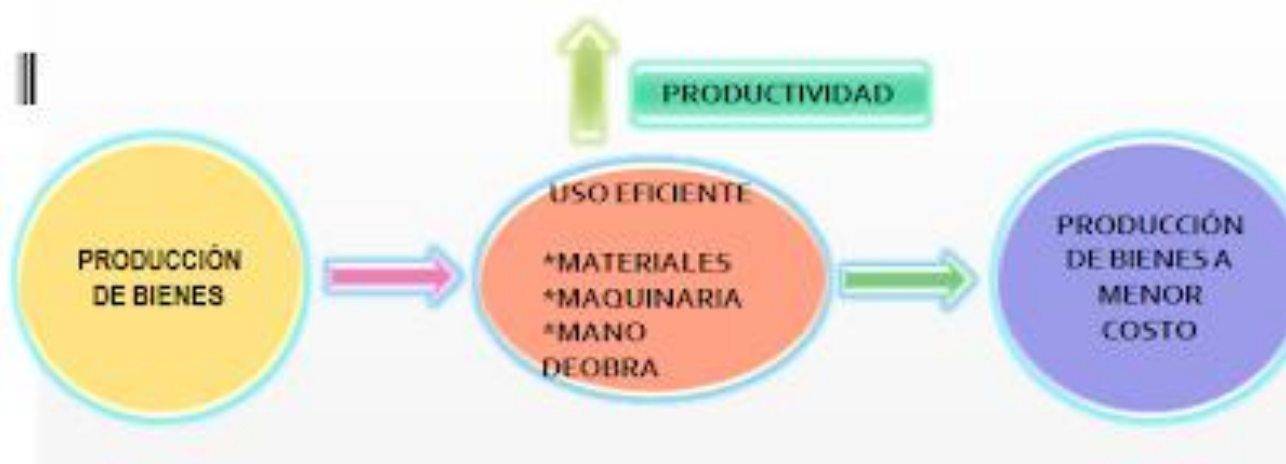 PRODUCTIVIDAD
PRODUCCIÓN
DE BIENES
USO EFICIENTE
*MATERIALES
*MAQUINARIA
*MANO
DEOBRA
PRODUCCIÓN
DE BIENES A
MENOR
COSTO